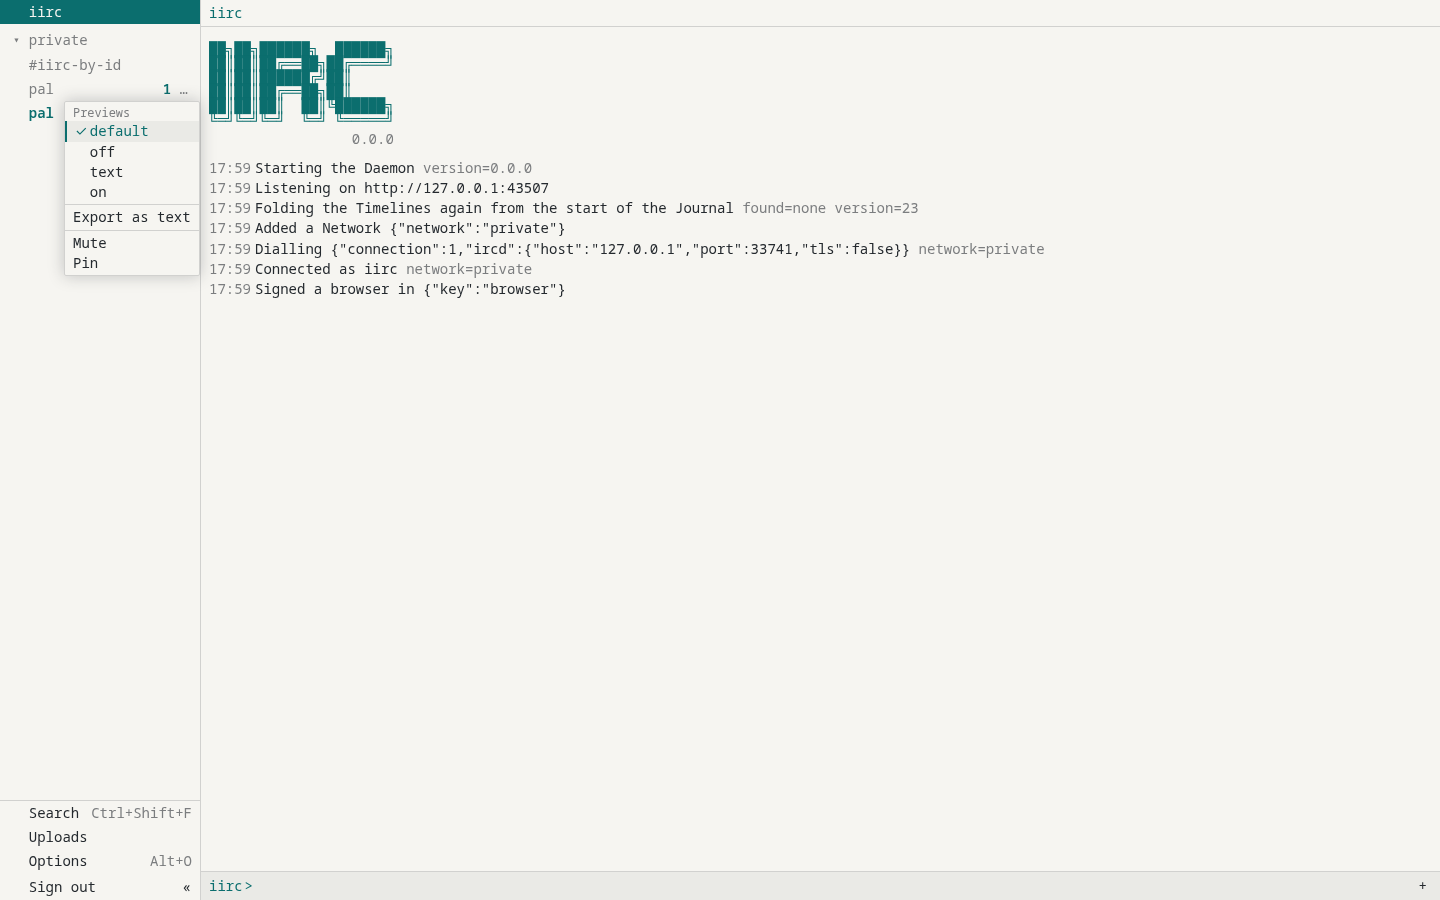 iirc
private
#iirc-by-id
pal 1 …
pal
Previews
default
off
text
on
Export as text
Mute
Pin
Search Ctrl+Shift+F
Uploads
Options Alt+O
Sign out «
iirc
IIRC
0.0.0
17:59 Starting the Daemon version=0.0.0
17:59 Listening on http://127.0.0.1:43507
17:59 Folding the Timelines again from the start of the Journal found=none version=23
17:59 Added a Network {"network":"private"}
17:59 Dialling {"connection":1,"ircd":{"host":"127.0.0.1","port":33741,"tls":false}} network=private
17:59 Connected as iirc network=private
17:59 Signed a browser in {"key":"browser"}
iirc> +